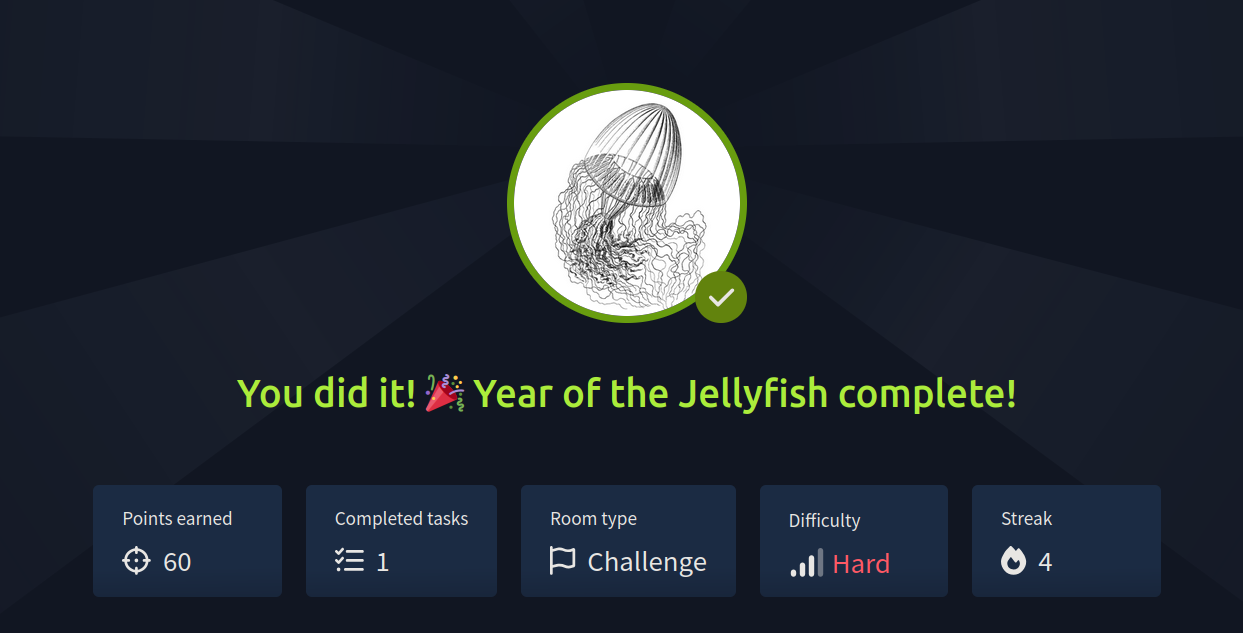 You did it! 🎉 Year of the Jellyfish complete!
Points earned
60
Completed tasks
1
Room type
Challenge
Difficulty
Hard
Streak
4